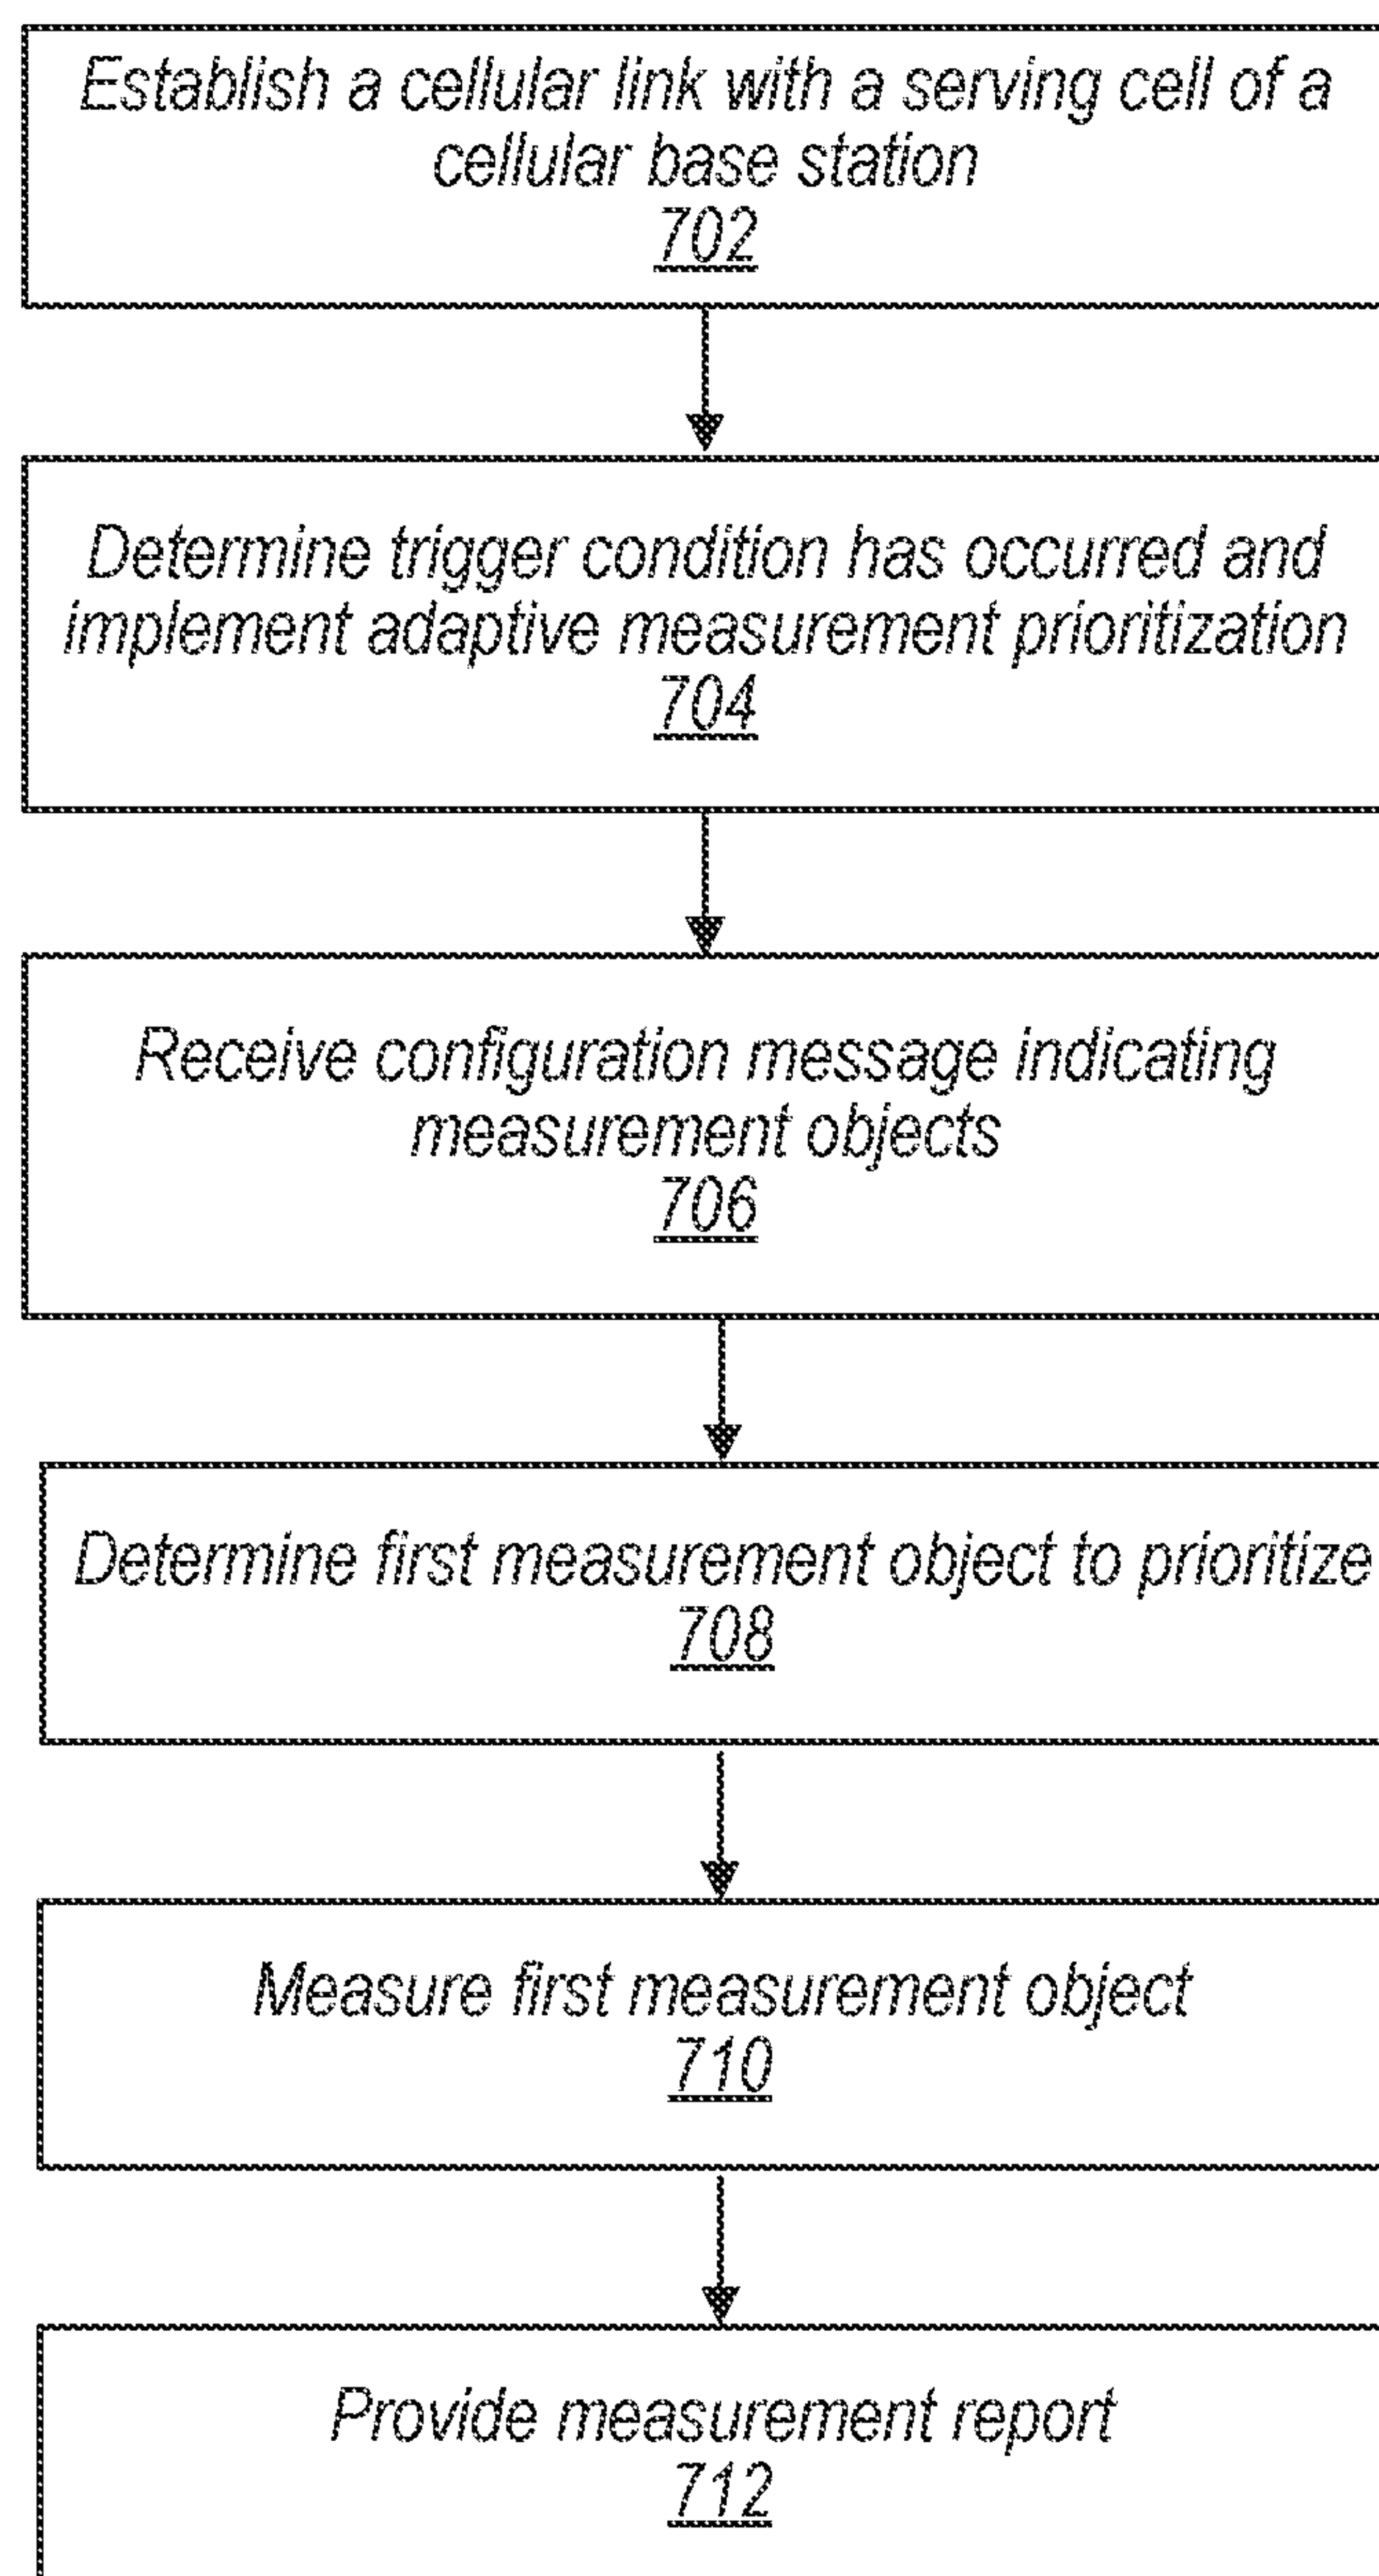 Establish a cellular link with a serving cell of a
cellular base station
702
Determine trigger condition has occurred and
implement adaptive measurement prioritization
704
Receive configuration message indicating
measurement objects
706
Determine first measurement object to prioritize
708
Measure first measurement object
710
Provide measurement report
712